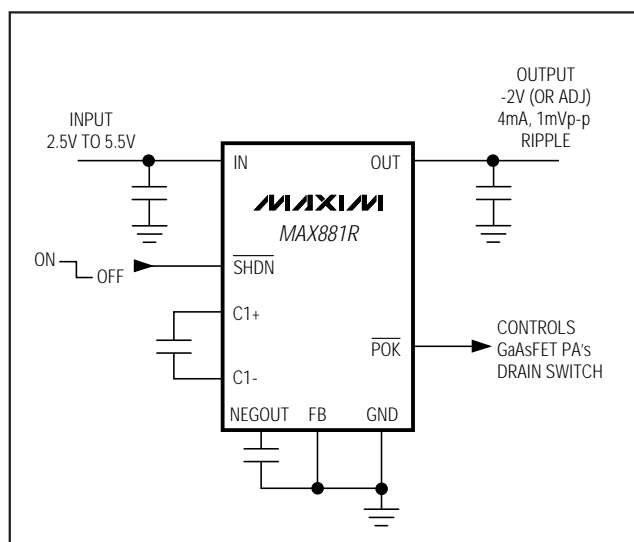 INPUT
2.5V TO 5.5V
OUTPUT
-2V (OR ADJ)
4mA, 1mVp-p
RIPPLE
IN
OUT
MAXIM
MAX881R
ON
OFF
SHDN
C1+
POK
CONTROLS
GaAsFET PA's
DRAIN SWITCH
C1-
NEGOUT FB GND